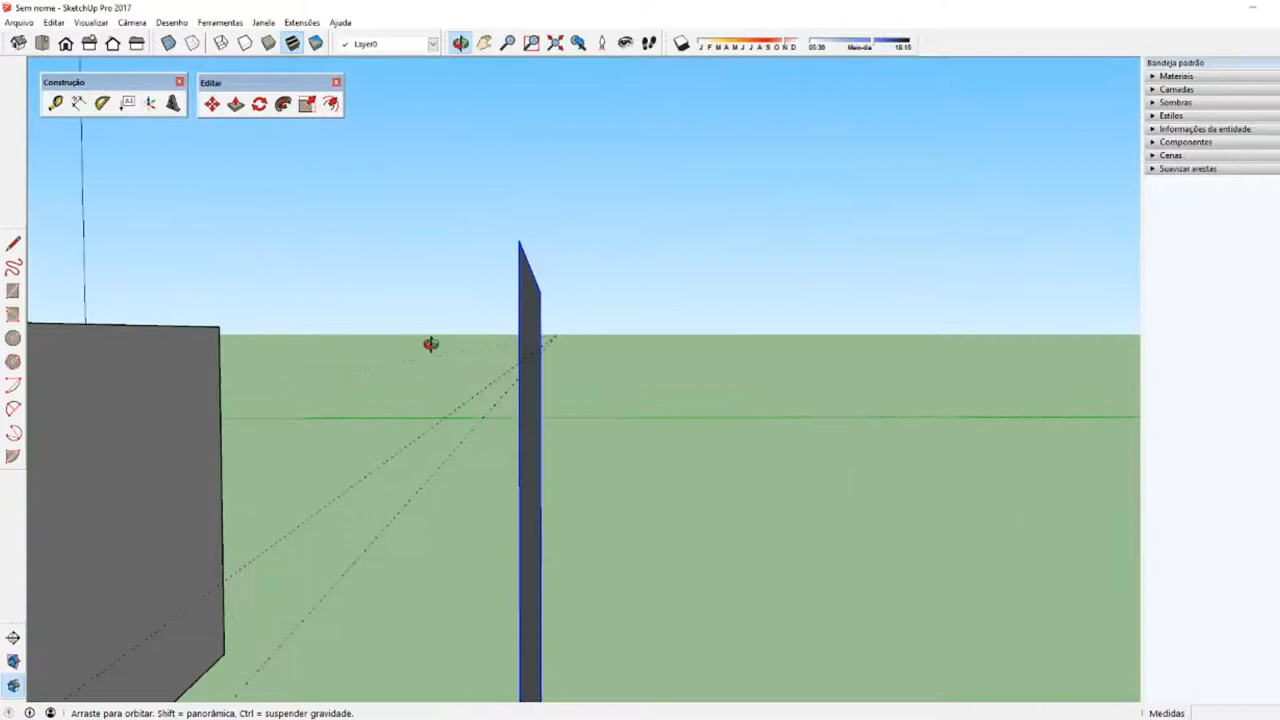 Sem nome - SketchUp Pro 2017
Arquivo Editar Visualizar Câmera Desenho Ferramentas Janela Extensões Ajuda
Layer0
J F M A M J J A S O N D
05:30 Meio-dia 18:15
Construção
Editar
A1
Bandeja padrão
Materiais
Camadas
Sombras
Estilos
Informações da entidade
Componentes
Cenas
Suavizar arestas
Arraste para orbitar. Shift = panorâmica, Ctrl = suspender gravidade.
Medidas